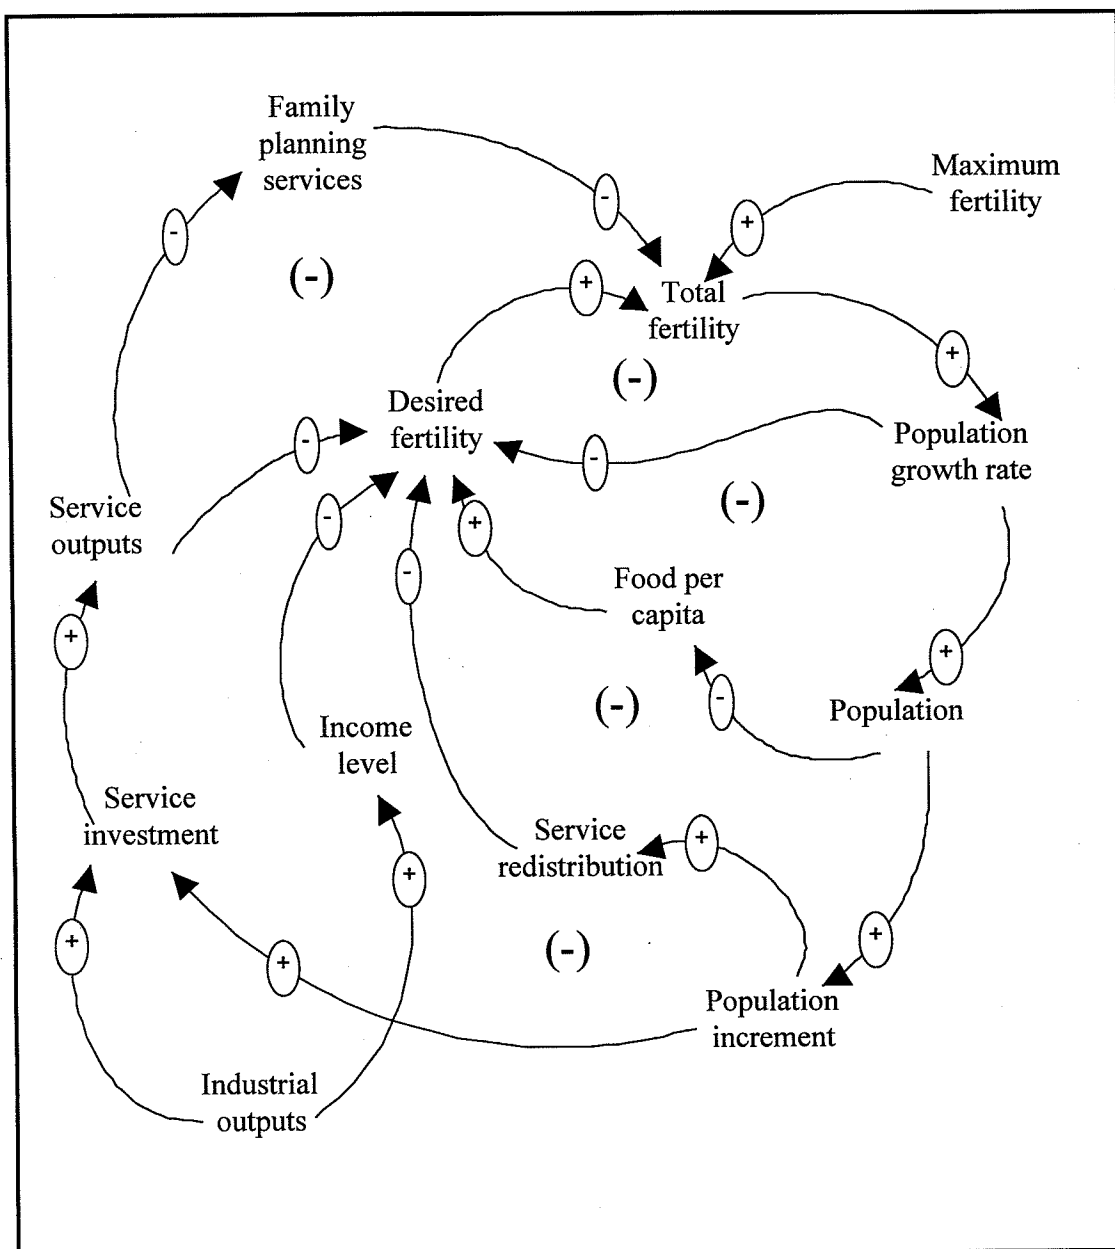 Family
planning
services
Maximum
fertility
-
-
+
(-)
+
Total
fertility
+
(-)
Desired
fertility
-
-
Population
growth rate
Service
outputs
-
+
(-)
-
Food per
capita
+
+
(-)
-
Population
Income
level
Service
investment
Service
redistribution
+
+
+
+
(-)
+
Population
increment
Industrial
outputs